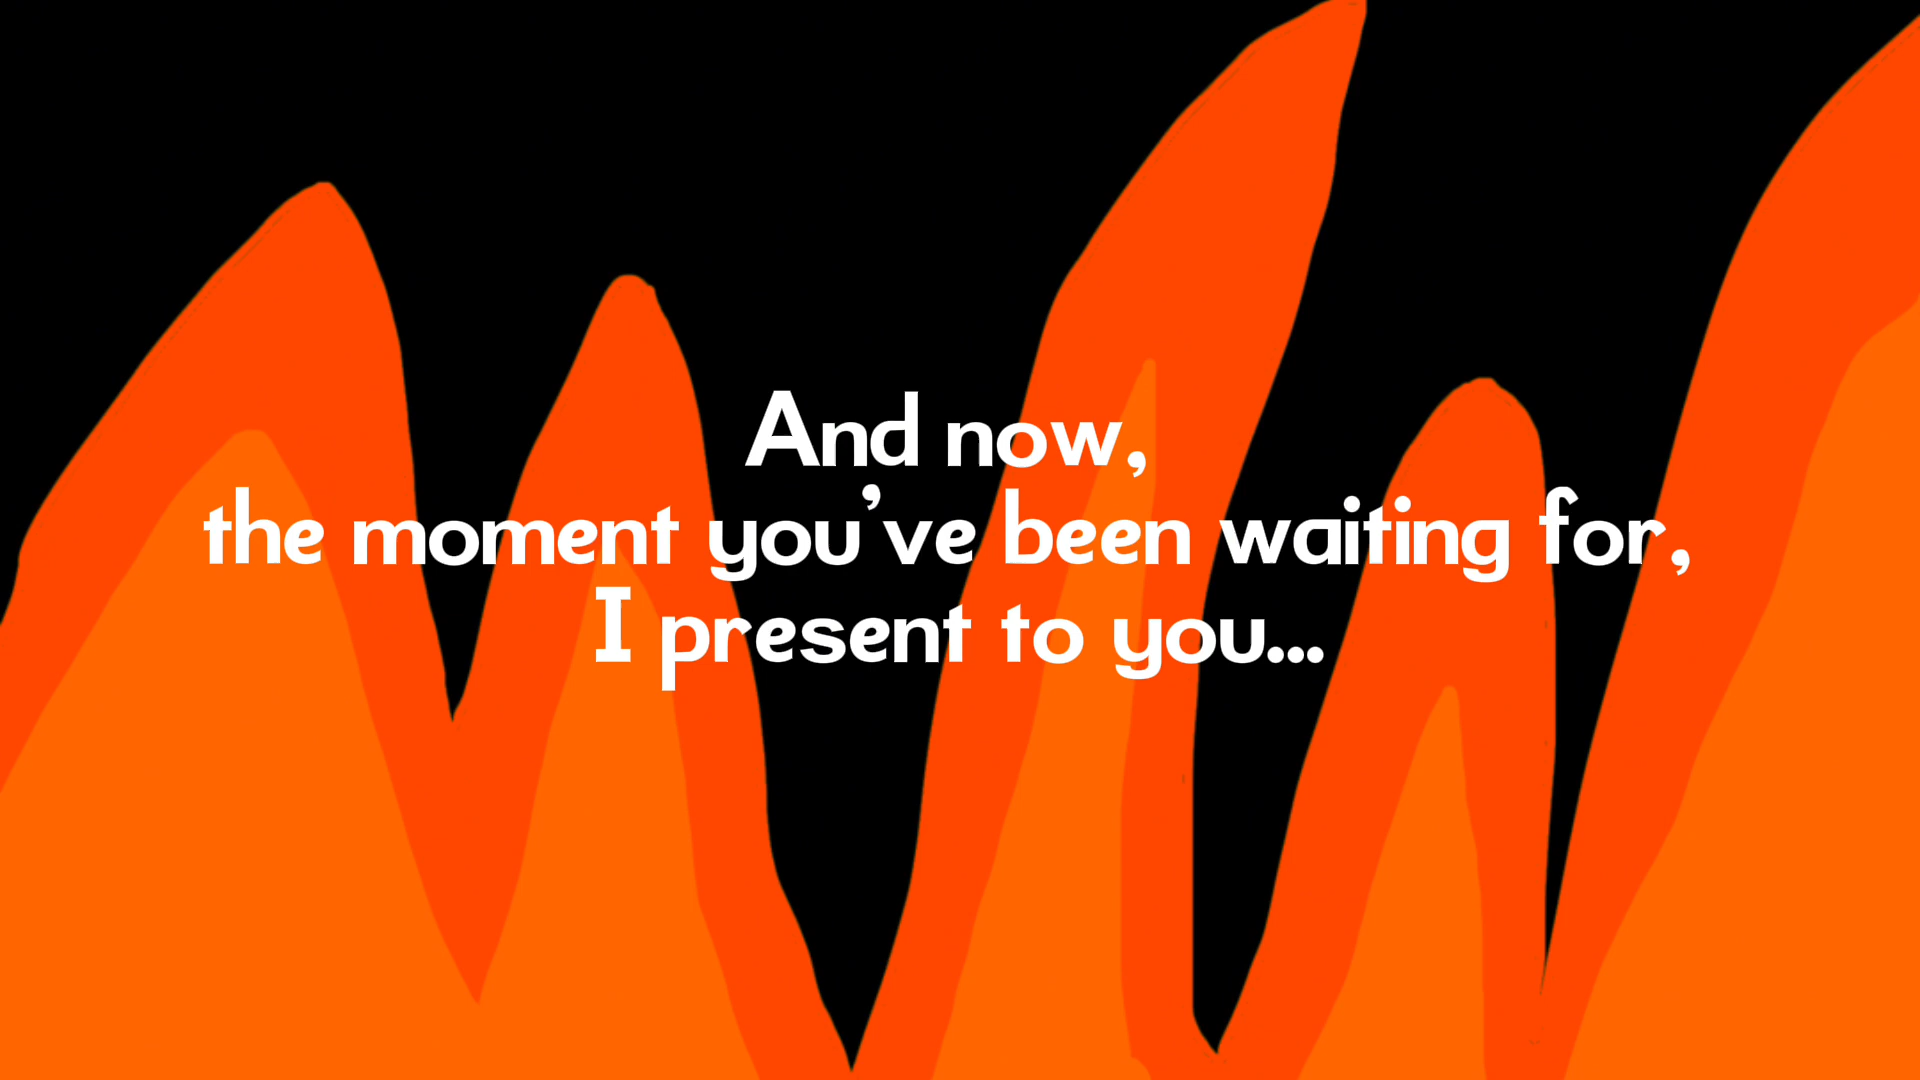 And now,
the moment you've been waiting for,
I present to you...